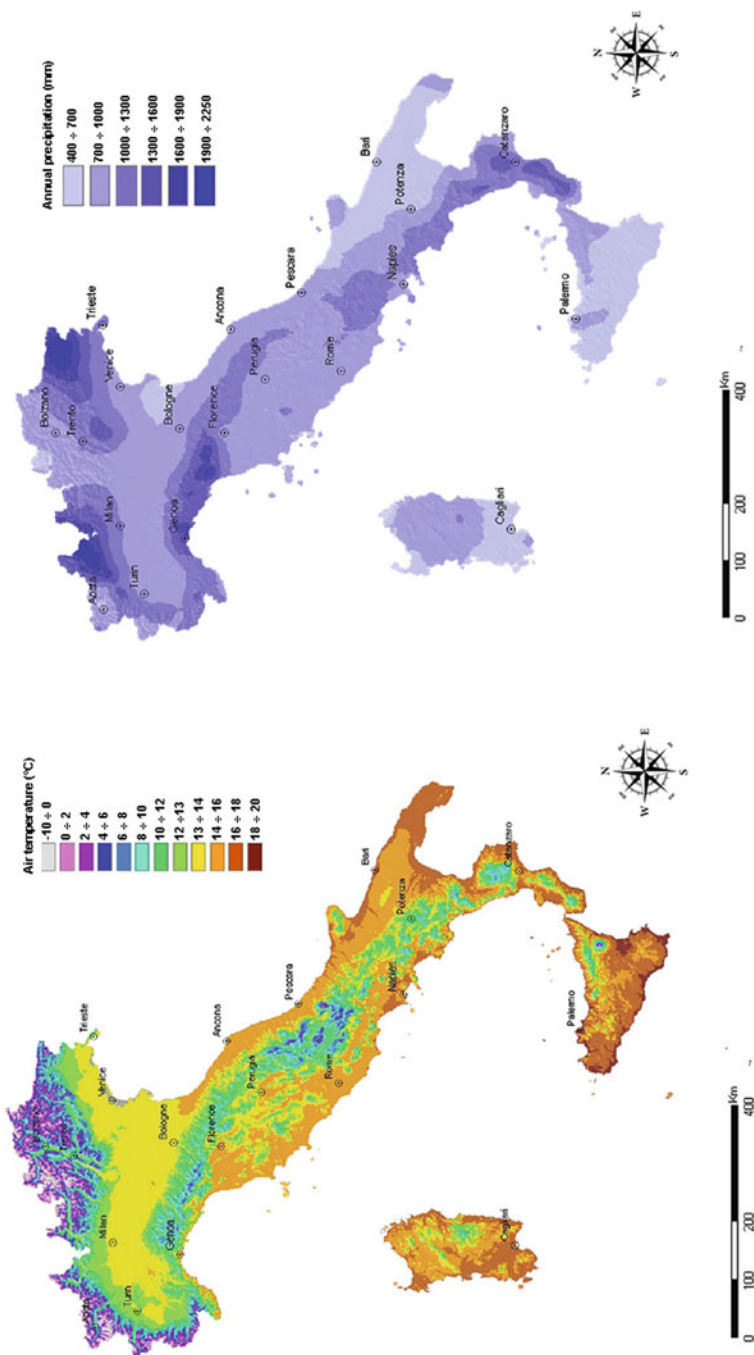 Air temperature (°C)
-10 ÷ 0
0 ÷ 2
2 ÷ 4
4 ÷ 6
6 ÷ 8
8 ÷ 10
10 ÷ 12
12 ÷13
13 ÷ 14
14 ÷ 16
16 ÷ 18
18 ÷ 20
Trieste
Milan
Venice
Turin
Bologne
Genoa
Florence
Ancona
Perugia
Pescara
Rome
Bari
Naples
Potenza
Cagliari
Catanzaro
Palermo
N
W
E
S
0
100
200
400
Km
Annual precipitation (mm)
400 ÷ 700
700 ÷ 1000
1000 ÷ 1300
1300 ÷ 1600
1600 ÷ 1900
1900 ÷ 2250
Bolzano
Trento
Trieste
Aosta
Milan
Venice
Turin
Bologne
Genoa
Florence
Ancona
Perugia
Pescara
Rome
Bari
Naples
Potenza
Cagliari
Catanzaro
Palermo
N
W
E
S
0
100
200
400
Km